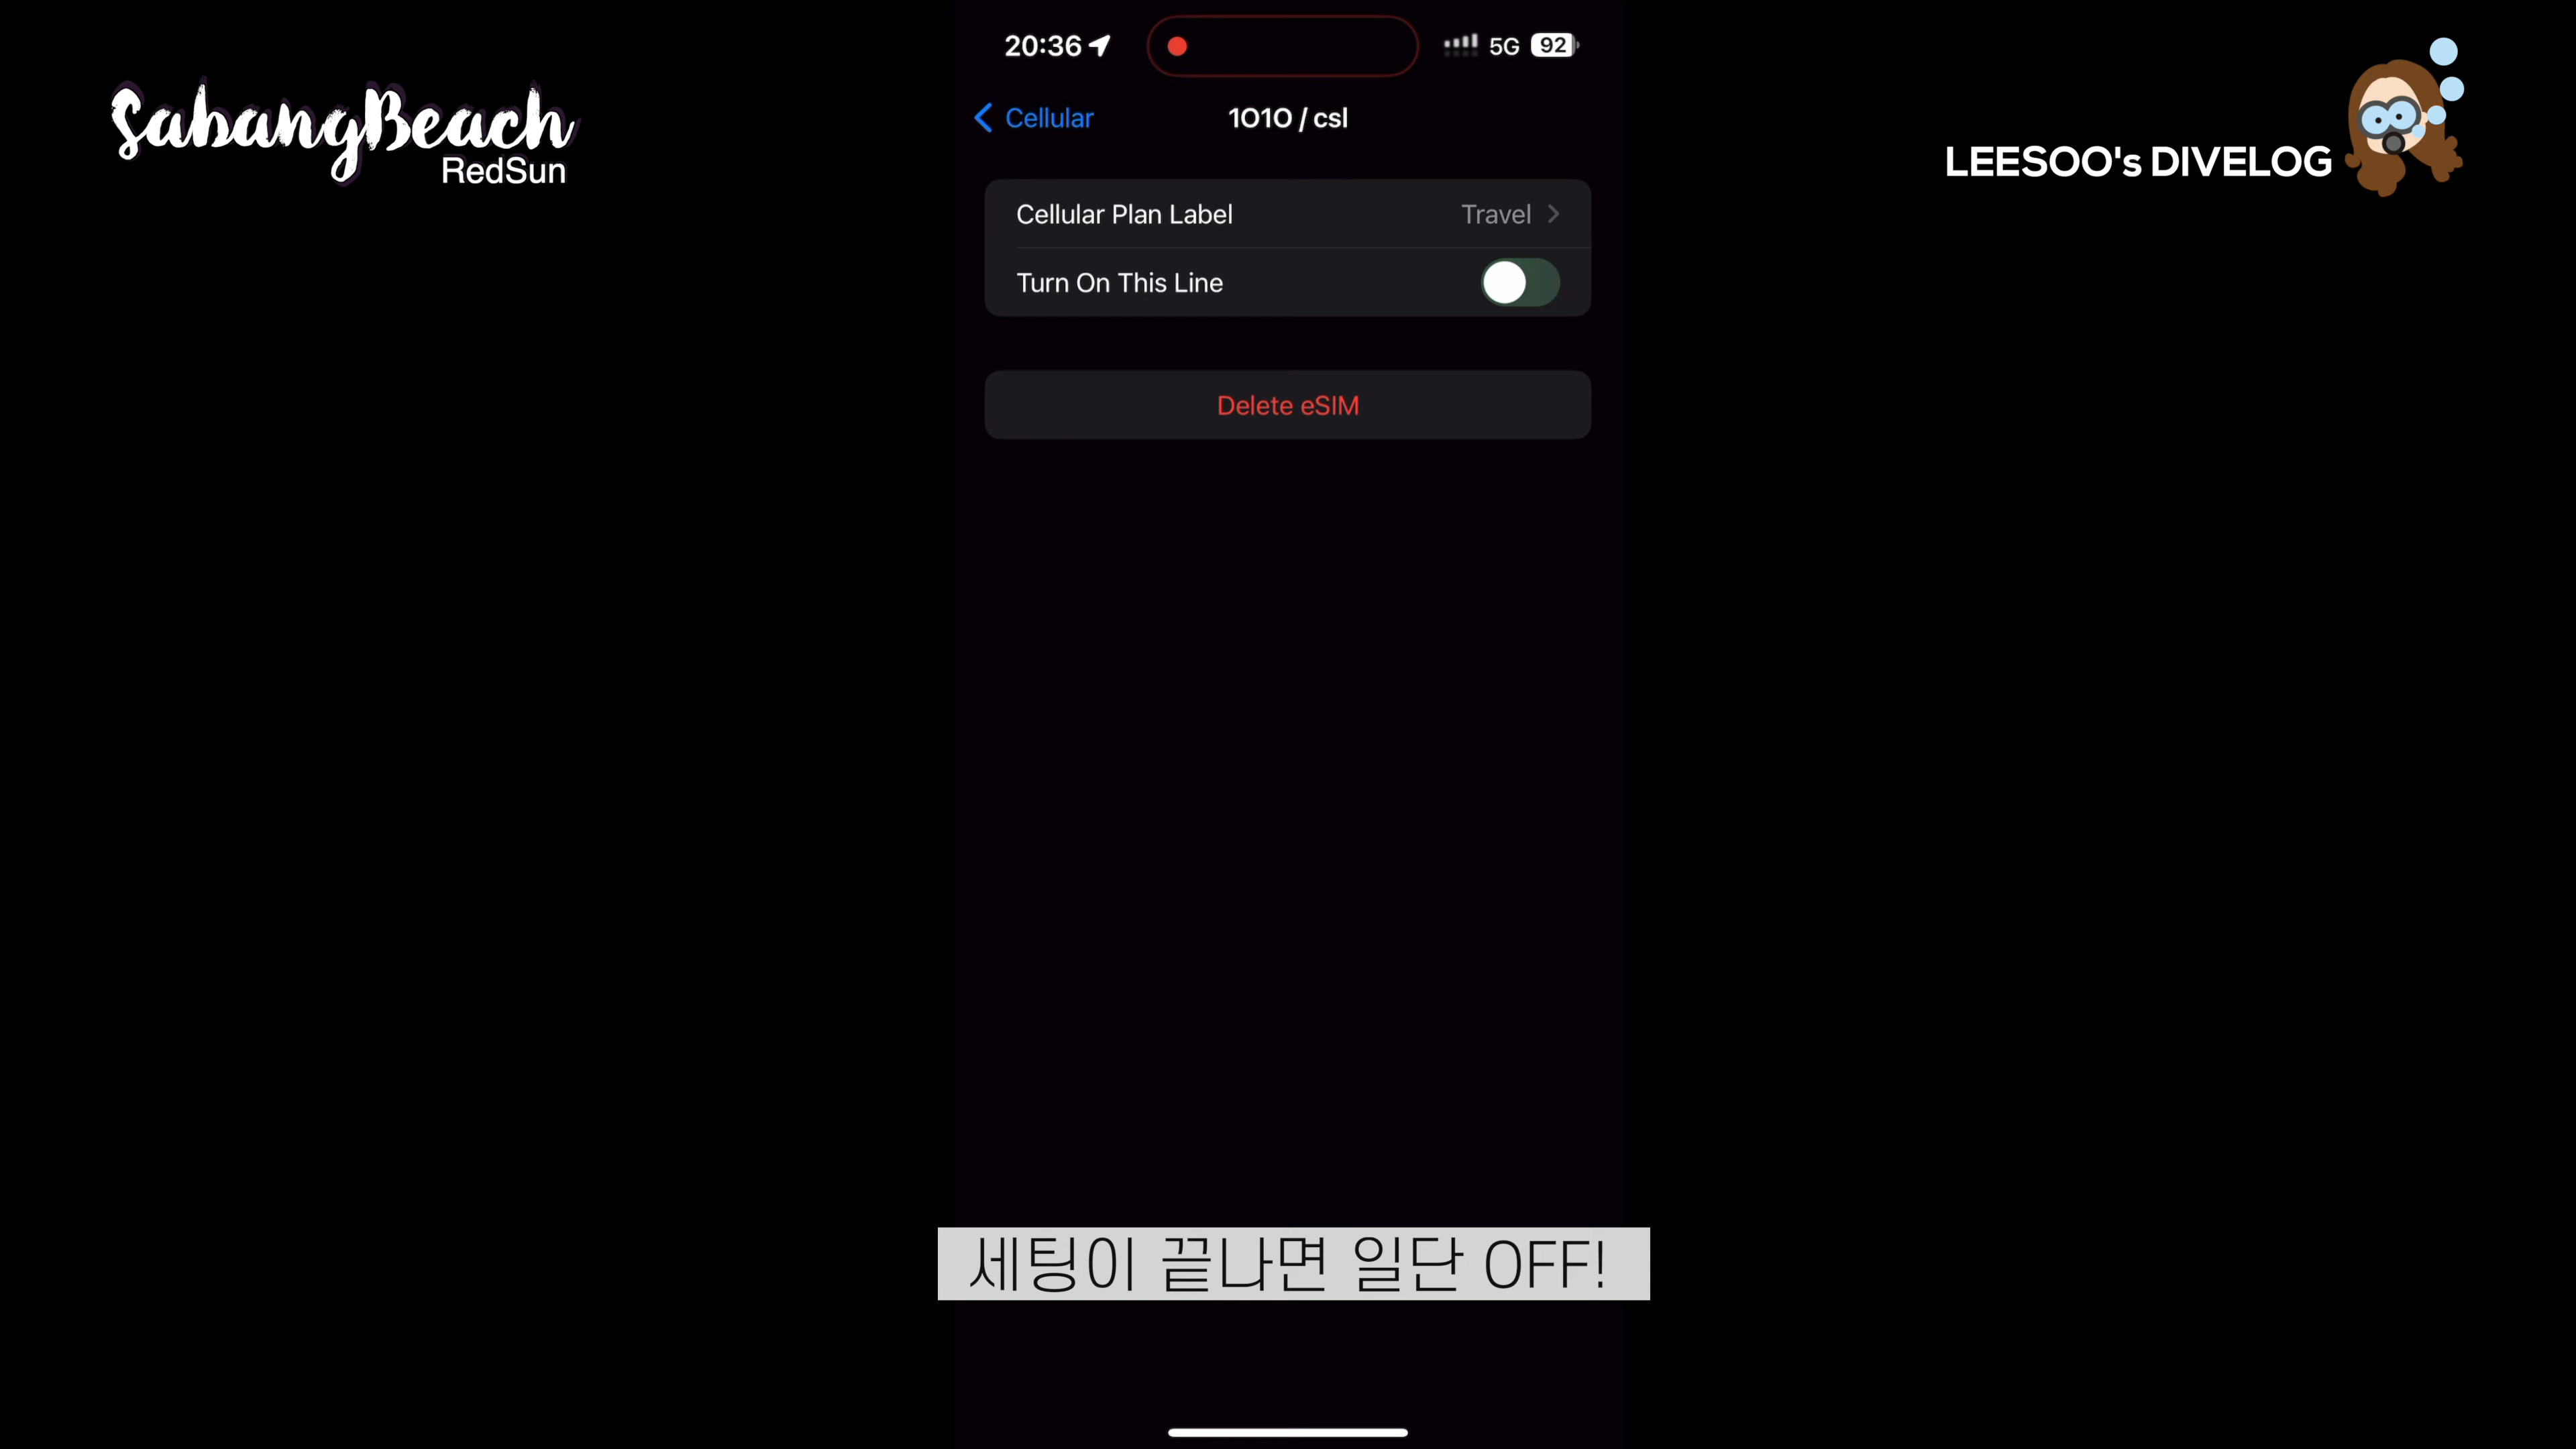 SabangBeach
RedSun
20:36
5G 92
LEESOO's DIVELOG
Cellular
1O1O / csl
Cellular Plan Label Travel
Turn On This Line
Delete eSIM
세팅이 끝나면 일단 OFF!